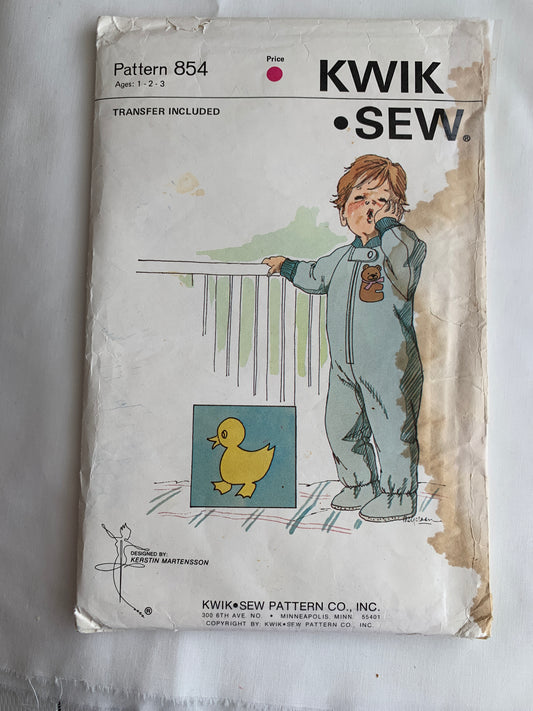 Pattern 854
Ages: 1 - 2 - 3
Price
KWIK
•SEW®
TRANSFER INCLUDED
DESIGNED BY:
KERSTIN MARTENSSON
®
KWIK•SEW PATTERN CO., INC.
300 6TH AVE NO • MINNEAPOLIS, MINN. 55401
COPYRIGHT BY: KWIK•SEW PATTERN CO., INC.